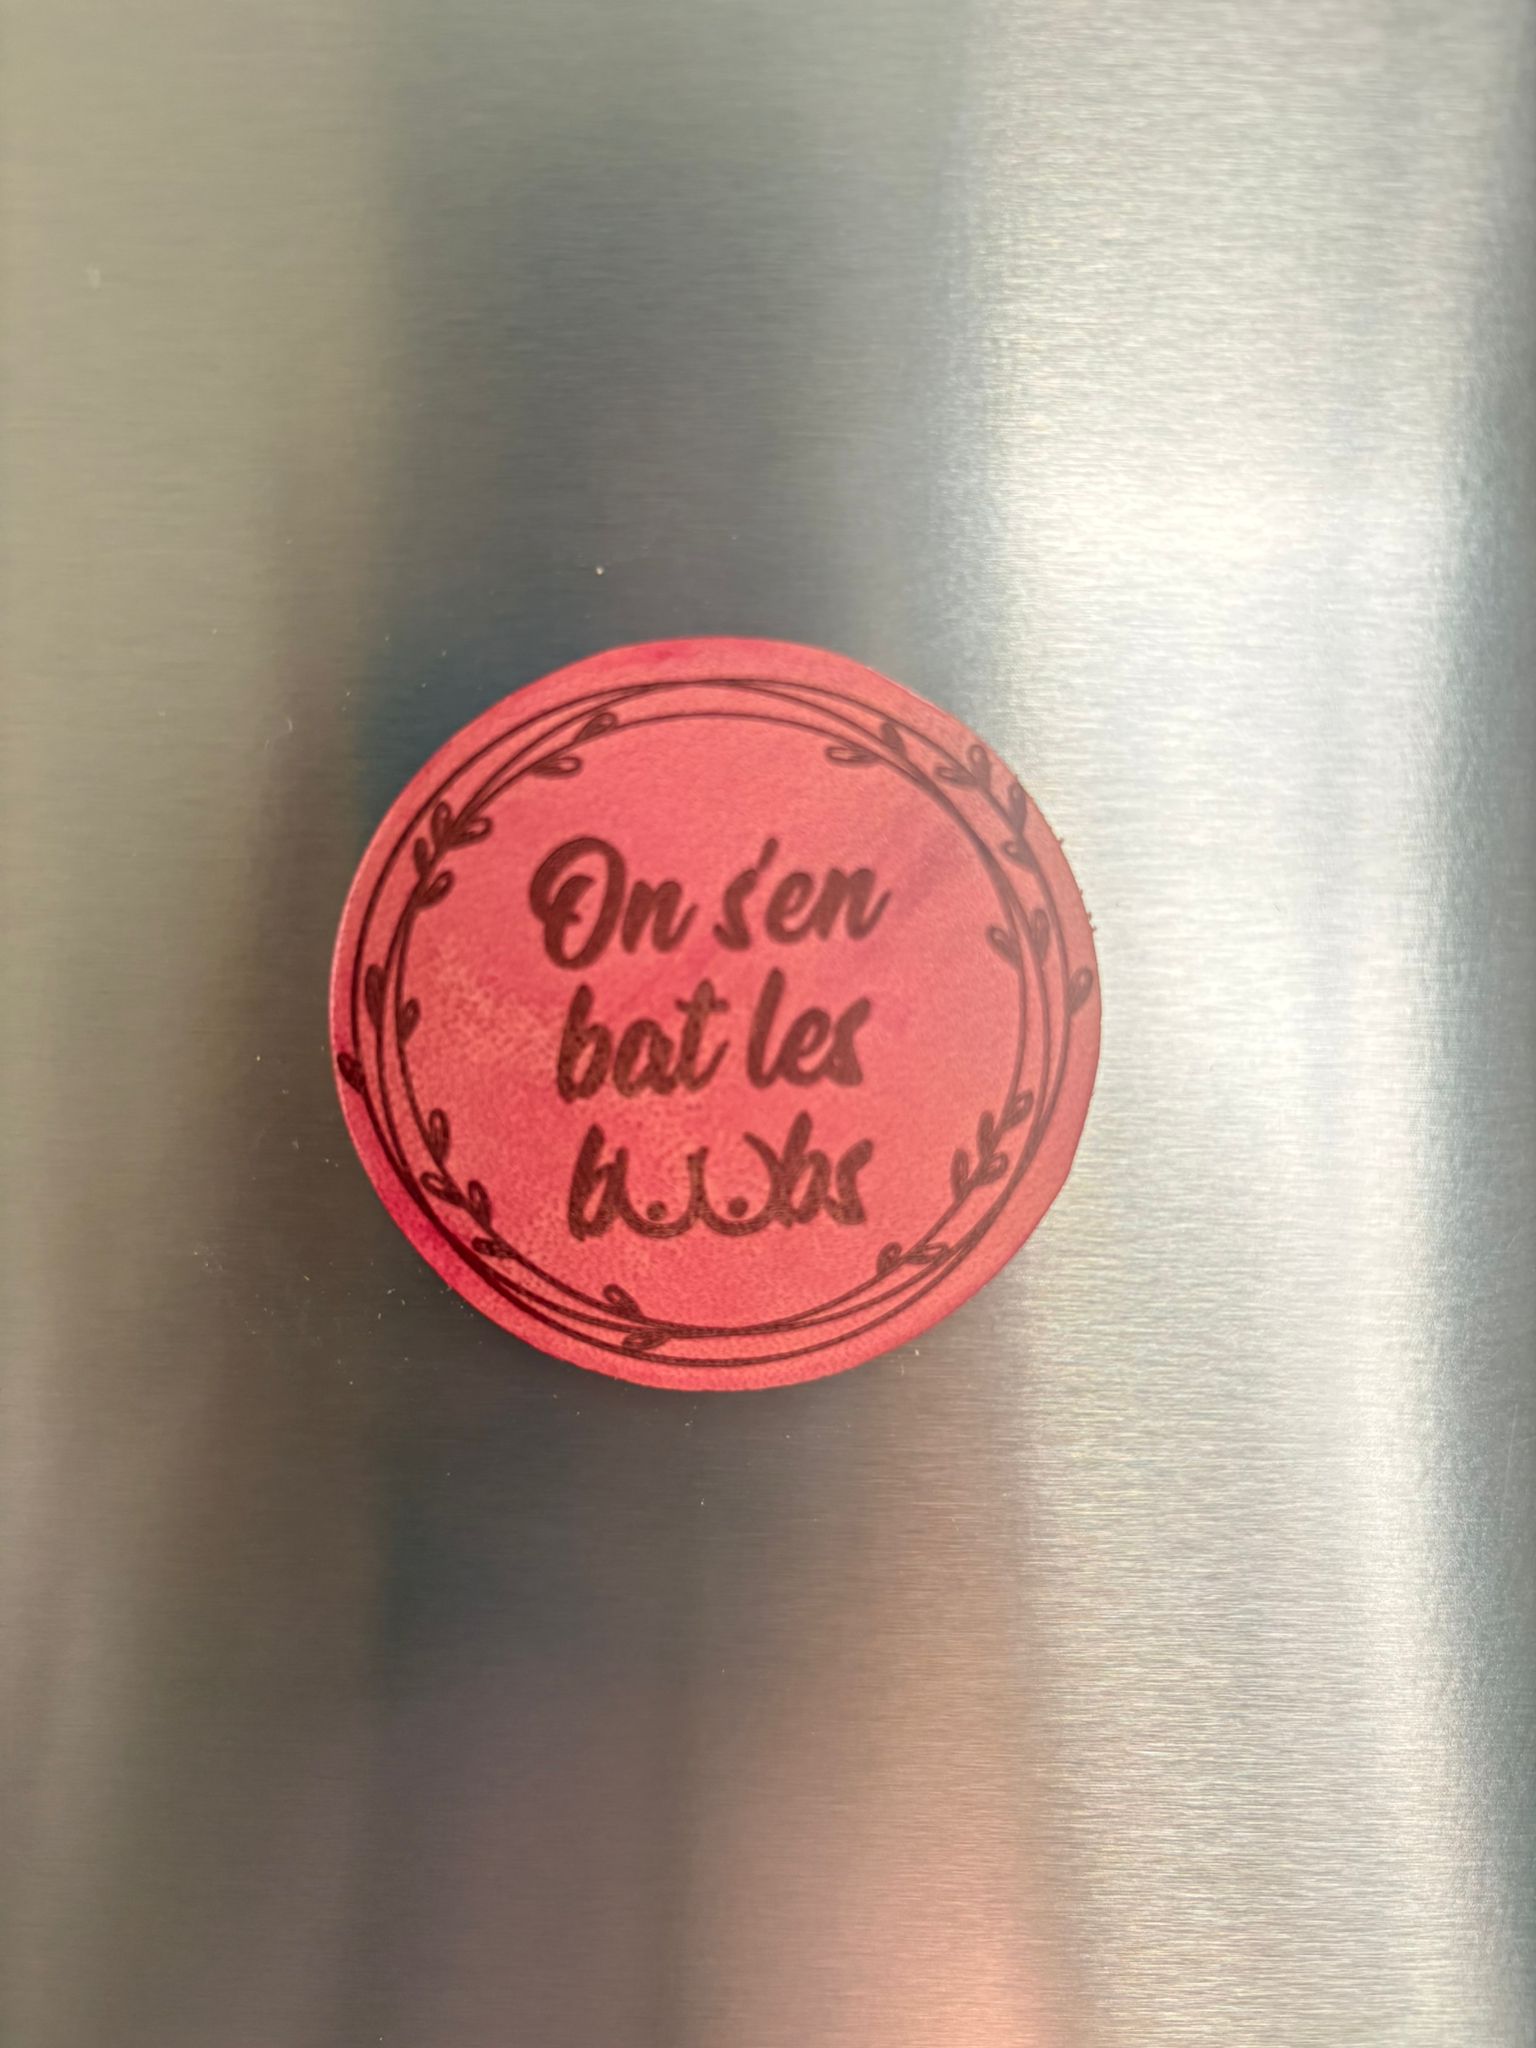 On s'en
bat les
boobs